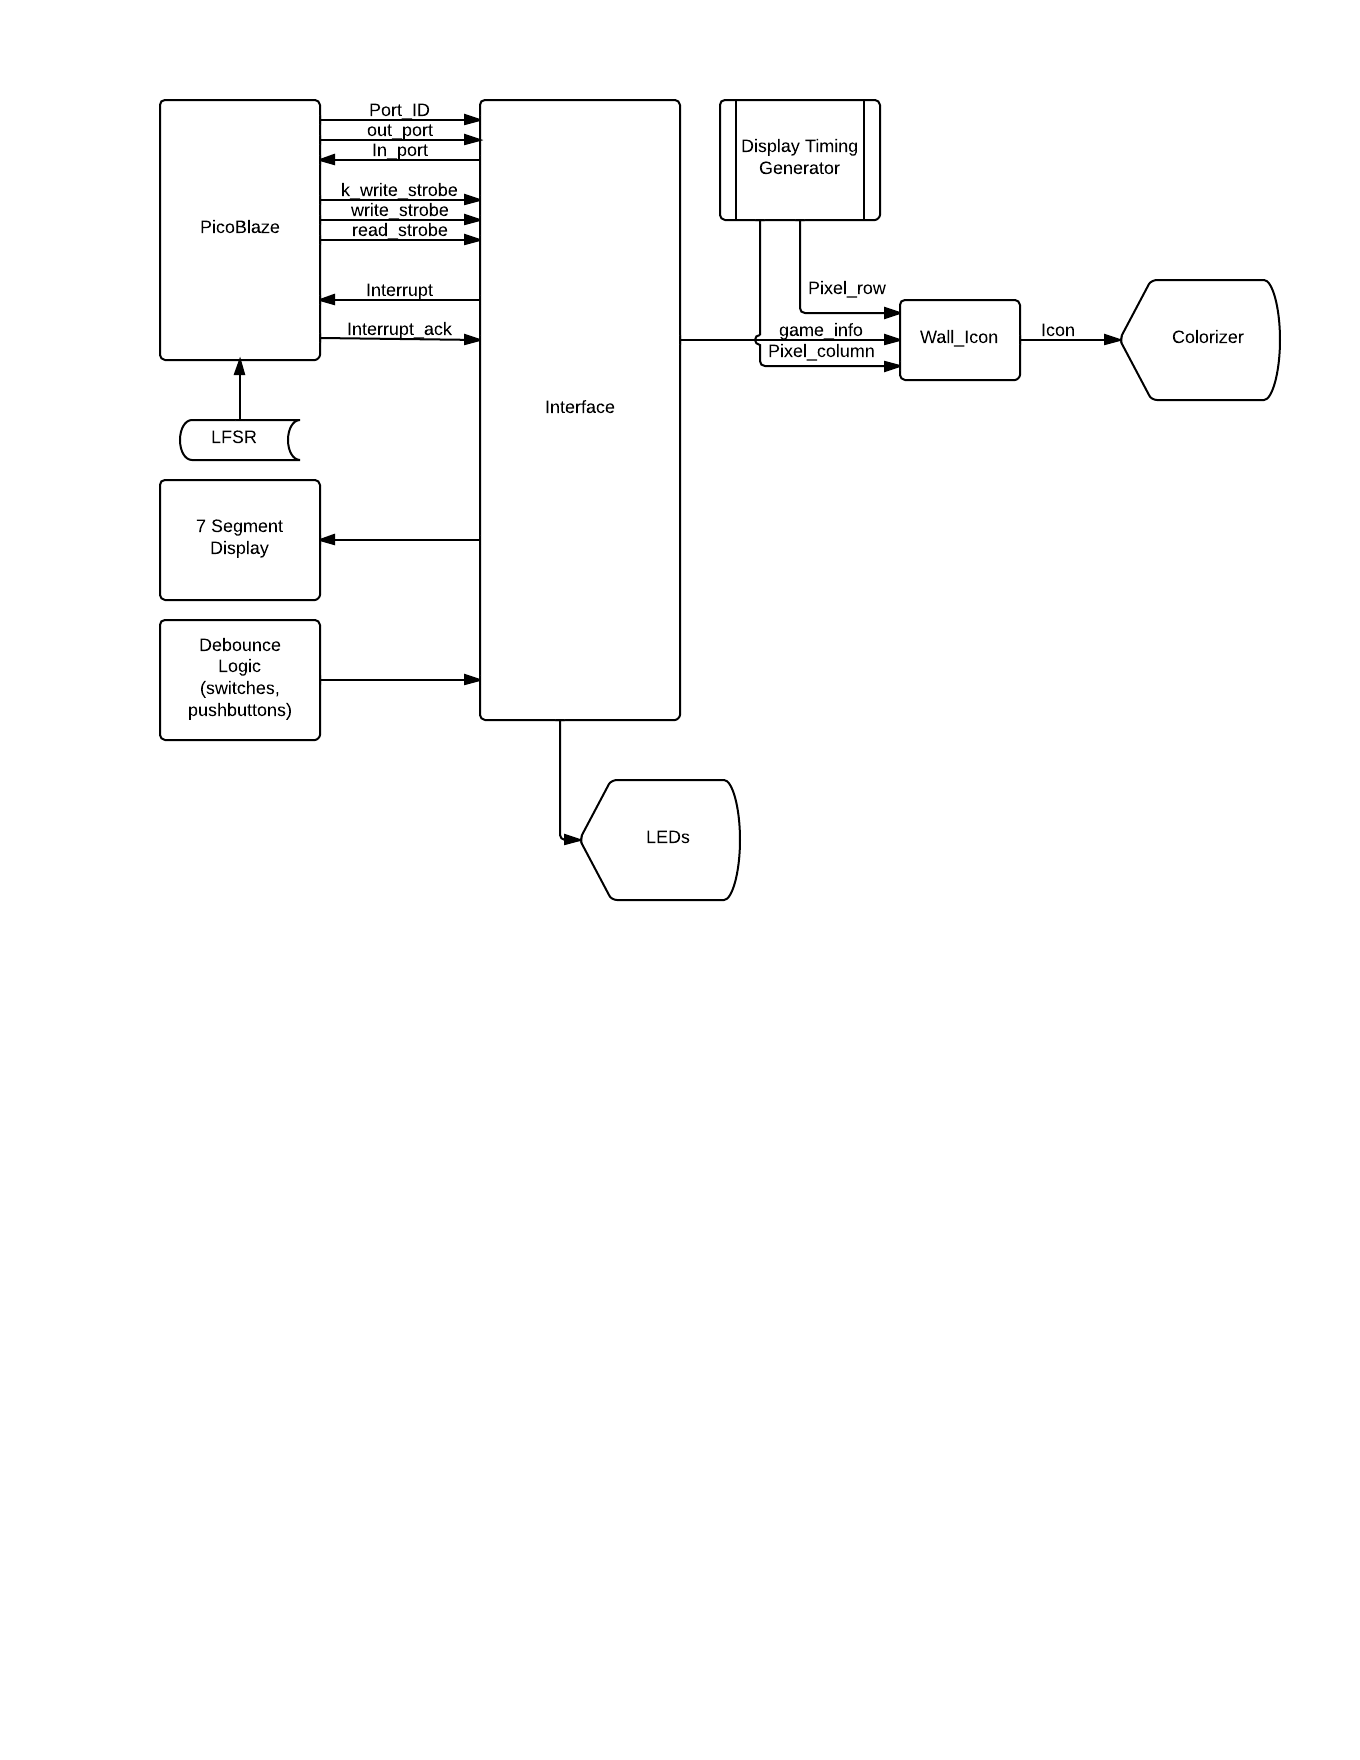 Port_ID
out_port
In_port
k_write_strobe
write_strobe
read_strobe
PicoBlaze
Interrupt
Interrupt_ack
LFSR
7 Segment
Display
Debounce
Logic
(switches,
pushbuttons)
Interface
LEDs
Display Timing
Generator
Pixel_row
game_info
Pixel_column
Wall_Icon
Icon
Colorizer